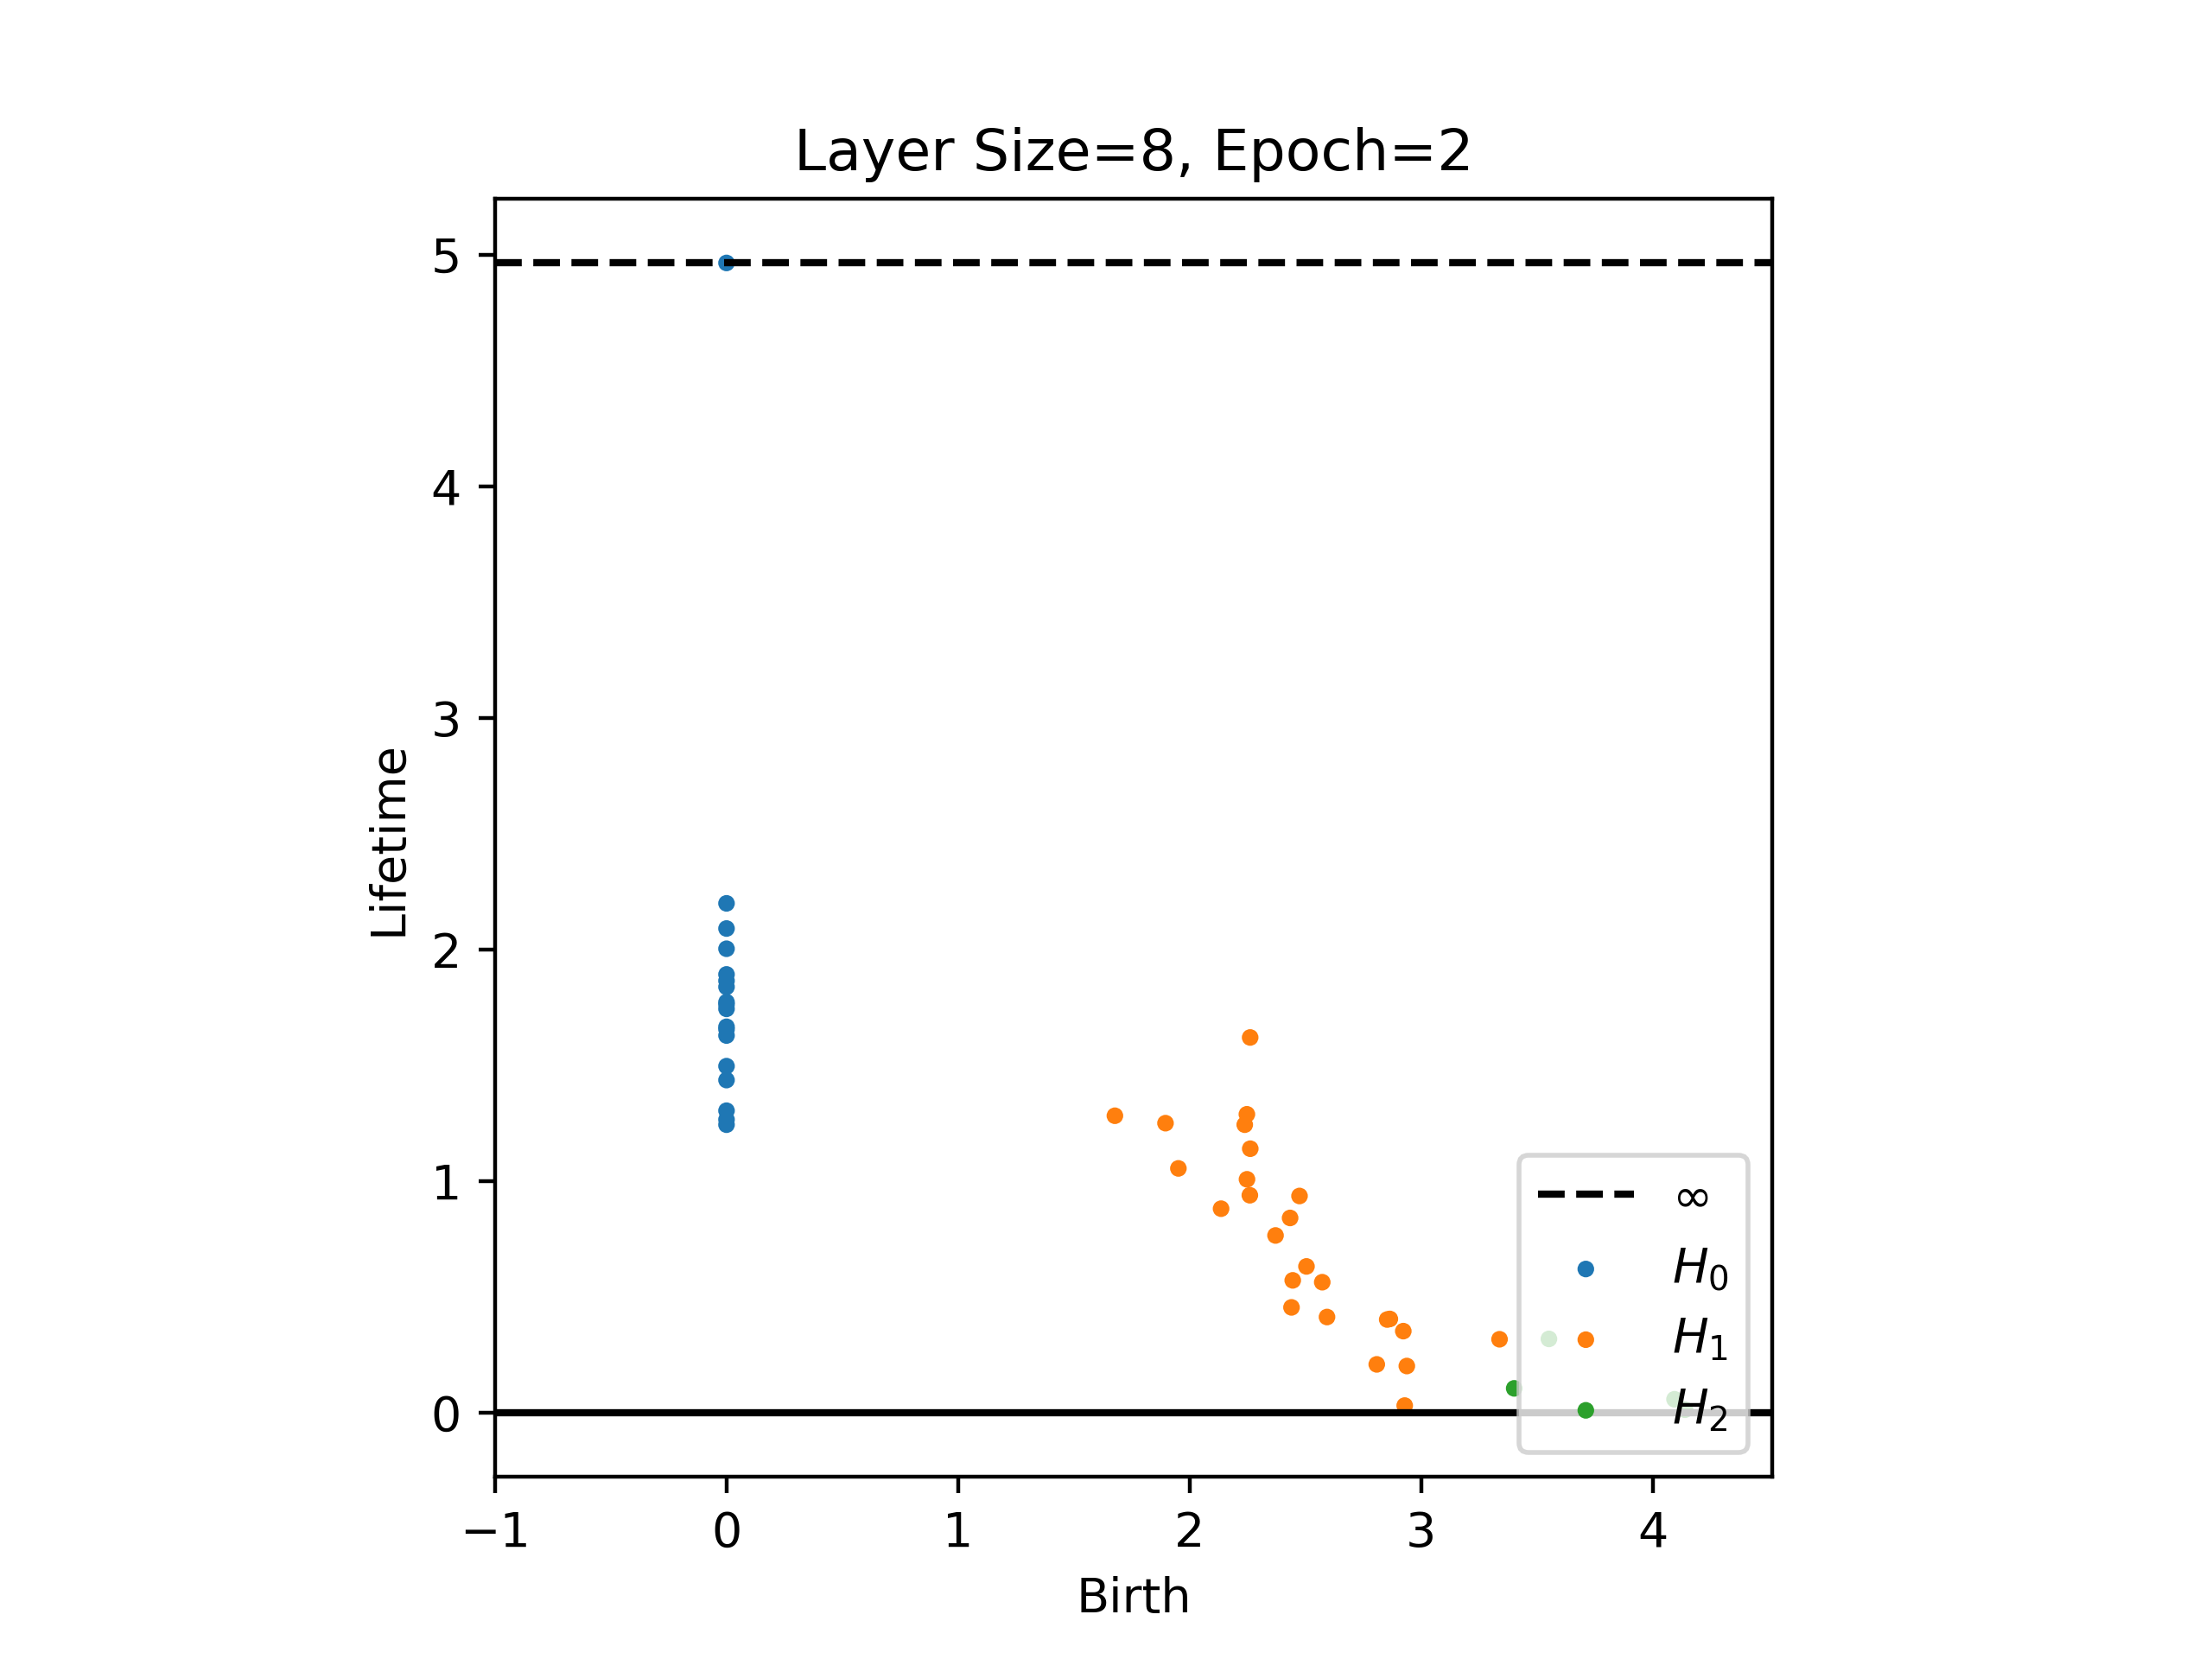 Layer Size=8, Epoch=2
5
4
3
2
1
0
Lifetime
∞
H₀
H₁
H₂
−1 0 1 2 3 4
Birth